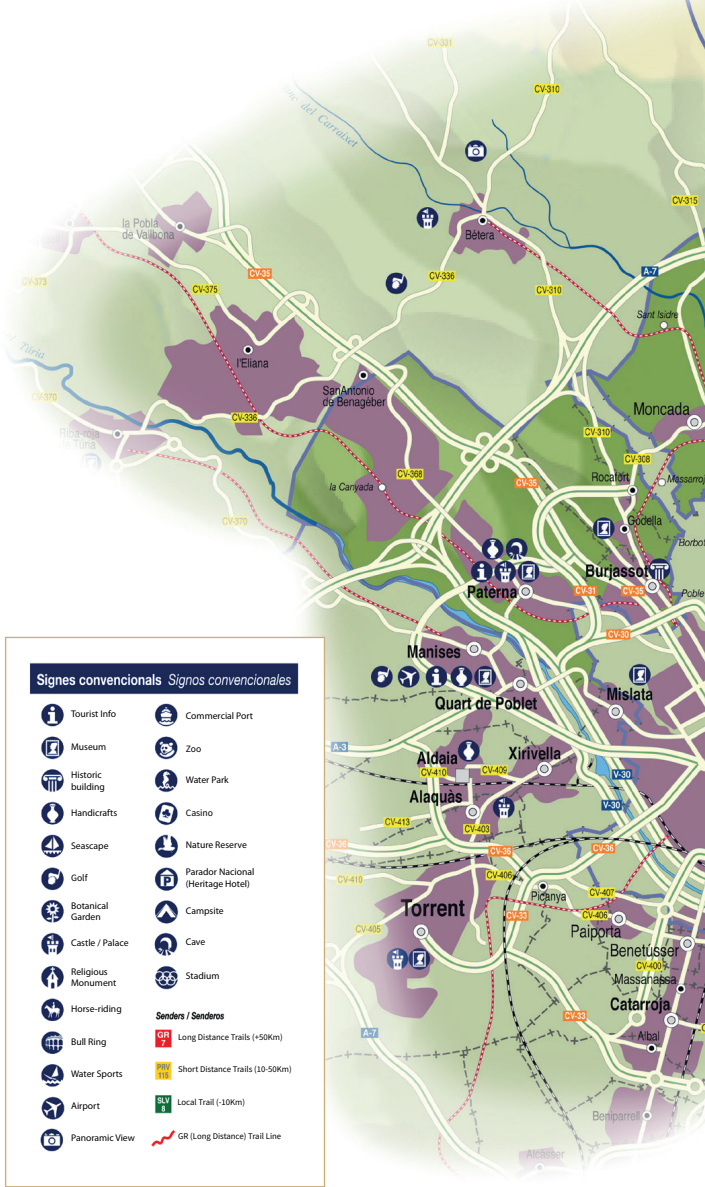 CV-331
CV-310
Bar'anc del Carraixet
CV-315
la Pobla
de Vallbona
Bétera
CV-35
CV-336
A-7
CV-373
CV-375
CV-310
Sant Isidre
Túria
l'Eliana
SanAntonio
de Benagéber
CV-370
CV-336
Moncada
Riba-roja
de Túria
CV-310
CV-308
la Canyada
CV-368
CV-35
Rocafort
Massarroj
CV-370
Godella
Borbot
Burjassot
Paterna
CV-31
CV-35
Poble
CV-30
Manises
Quart de Poblet
Mislata
A-3
Aldaia
Xirivella
CV-410
CV-409
V-30
Alaquàs
V-30
CV-413
CV-403
CV-36
CV-36
CV-36
CV-410
CV-406
Picanya
CV-407
Torrent
CV-33
CV-406
Paiporta
CV-405
Benetússer
CV-400
Massanassa
Catarroja
CV-33
A-7
Albal
Beniparrell
Alcàsser
Signes convencionals Signos convencionales
Tourist Info
Museum
Historic
building
Handicrafts
Seascape
Golf
Botanical
Garden
Castle / Palace
Religious
Monument
Horse-riding
Bull Ring
Water Sports
Airport
Panoramic View
Commercial Port
Zoo
Water Park
Casino
Nature Reserve
Parador Nacional
(Heritage Hotel)
Campsite
Cave
Stadium
Senders / Senderos
GR
7
Long Distance Trails (+50Km)
PRV
115
Short Distance Trails (10-50Km)
SLV
8
Local Trail (-10Km)
GR (Long Distance) Trail Line